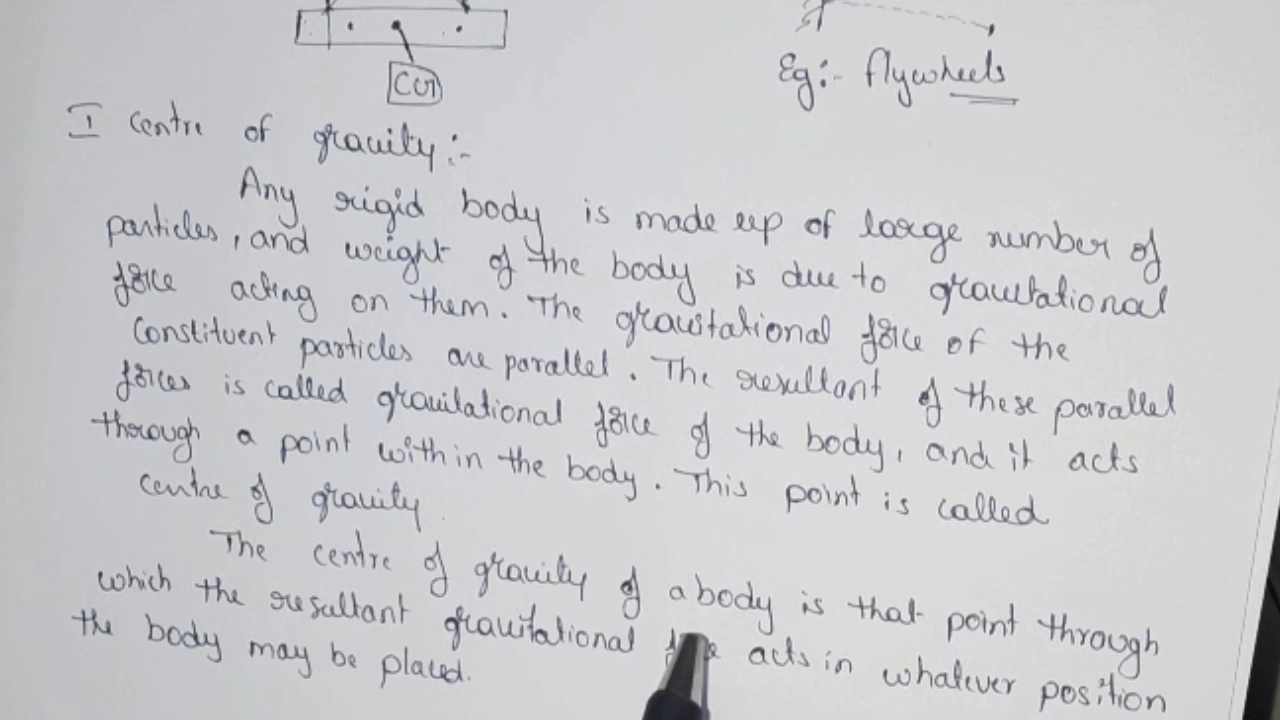 CG
Eg:- flywheels
I centre of gravity:-
Any rigid body is made up of large number of
particles, and weight of the body is due to gravitational
force acting on them. The gravitational force of the
constituent particles are parallel. The resultant of these parallel
forces is called gravitational force of the body, and it acts
through a point within the body. This point is called
centre of gravity.
The centre of gravity of a body is that point through
which the resultant gravitational acts in whatever position
the body may be placed.